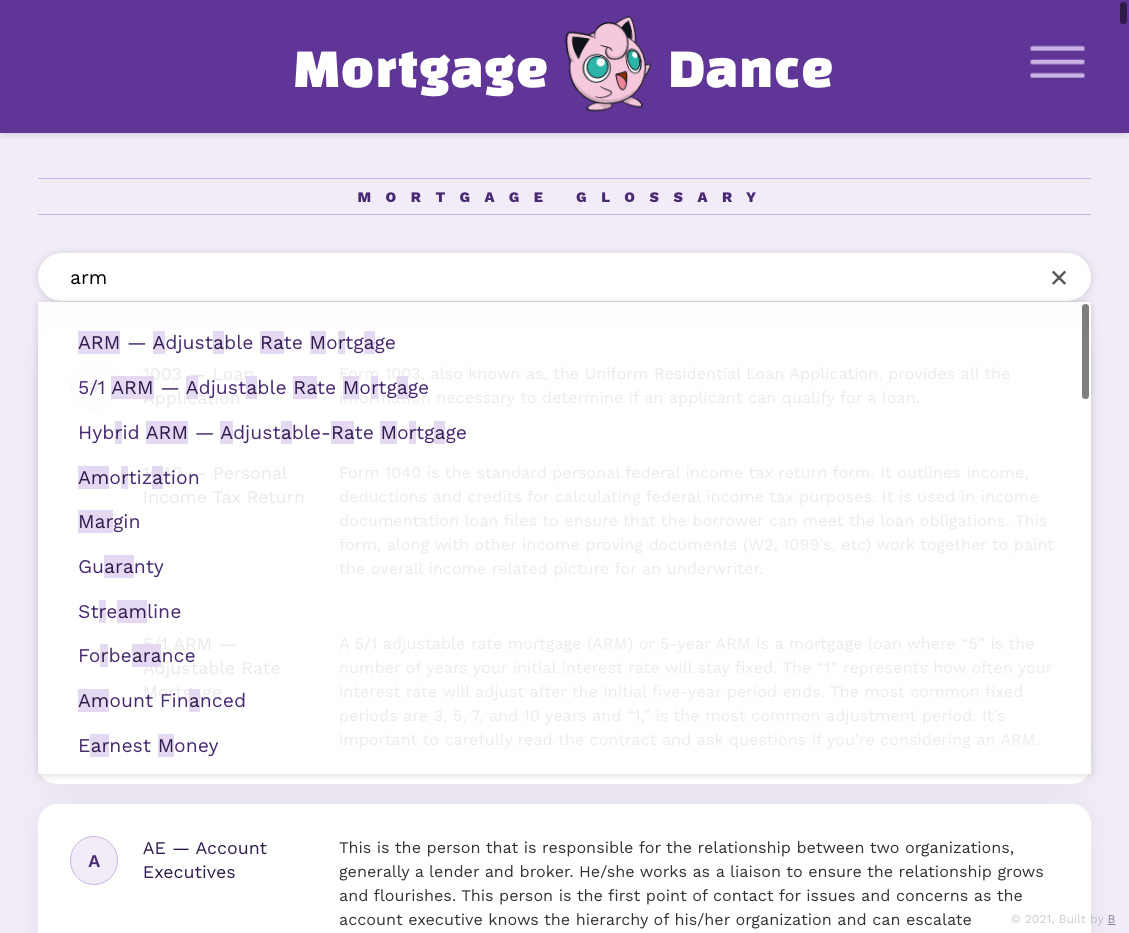 Mortgage Dance
MORTGAGE GLOSSARY
arm
ARM — Adjustable Rate Mortgage
1003 — Loan
Application
Form 1003, also known as, the Uniform Residential Loan Application, provides all the
information necessary to determine if an applicant can qualify for a loan.
5/1 ARM — Adjustable Rate Mortgage
Hybrid ARM — Adjustable-Rate Mortgage
Amortization
1040 — Personal
Income Tax Return
Form 1040 is the standard personal federal income tax return form. It outlines income,
deductions and credits for calculating federal income tax purposes. It is used in income
documentation loan files to ensure that the borrower can meet the loan obligations. This
form, along with other income proving documents (W2, 1099's, etc) work together to paint
the overall income related picture for an underwriter.
Margin
Guaranty
Streamline
Forbearance
5/1 ARM —
Adjustable Rate
Mortgage
A 5/1 adjustable rate mortgage (ARM) or 5-year ARM is a mortgage loan where “5” is the
number of years your initial interest rate will stay fixed. The “1” represents how often your
interest rate will adjust after the initial five-year period ends. The most common fixed
periods are 3, 5, 7, and 10 years and “1,” is the most common adjustment period. It’s
important to carefully read the contract and ask questions if you’re considering an ARM.
Amount Financed
Earnest Money
A
AE — Account
Executives
This is the person that is responsible for the relationship between two organizations,
generally a lender and broker. He/she works as a liaison to ensure the relationship grows
and flourishes. This person is the first point of contact for issues and concerns as the
account executive knows the hierarchy of his/her organization and can escalate
© 2021, Built by B